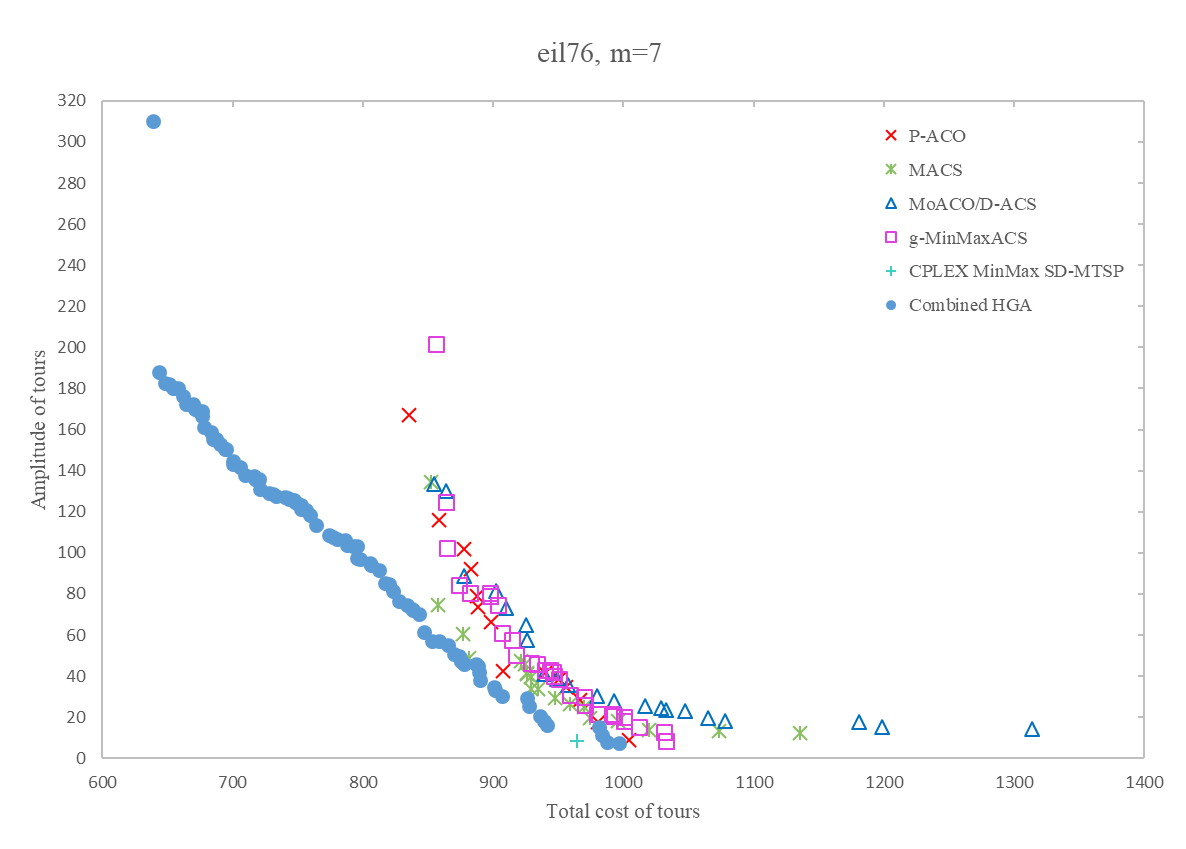 eil76, m=7
320
300
280
260
240
220
200
180
160
140
120
100
80
60
40
20
0
Amplitude of tours
P-ACO
MACS
MoACO/D-ACS
g-MinMaxACS
CPLEX MinMax SD-MTSP
Combined HGA
600 700 800 900 1000 1100 1200 1300 1400
Total cost of tours